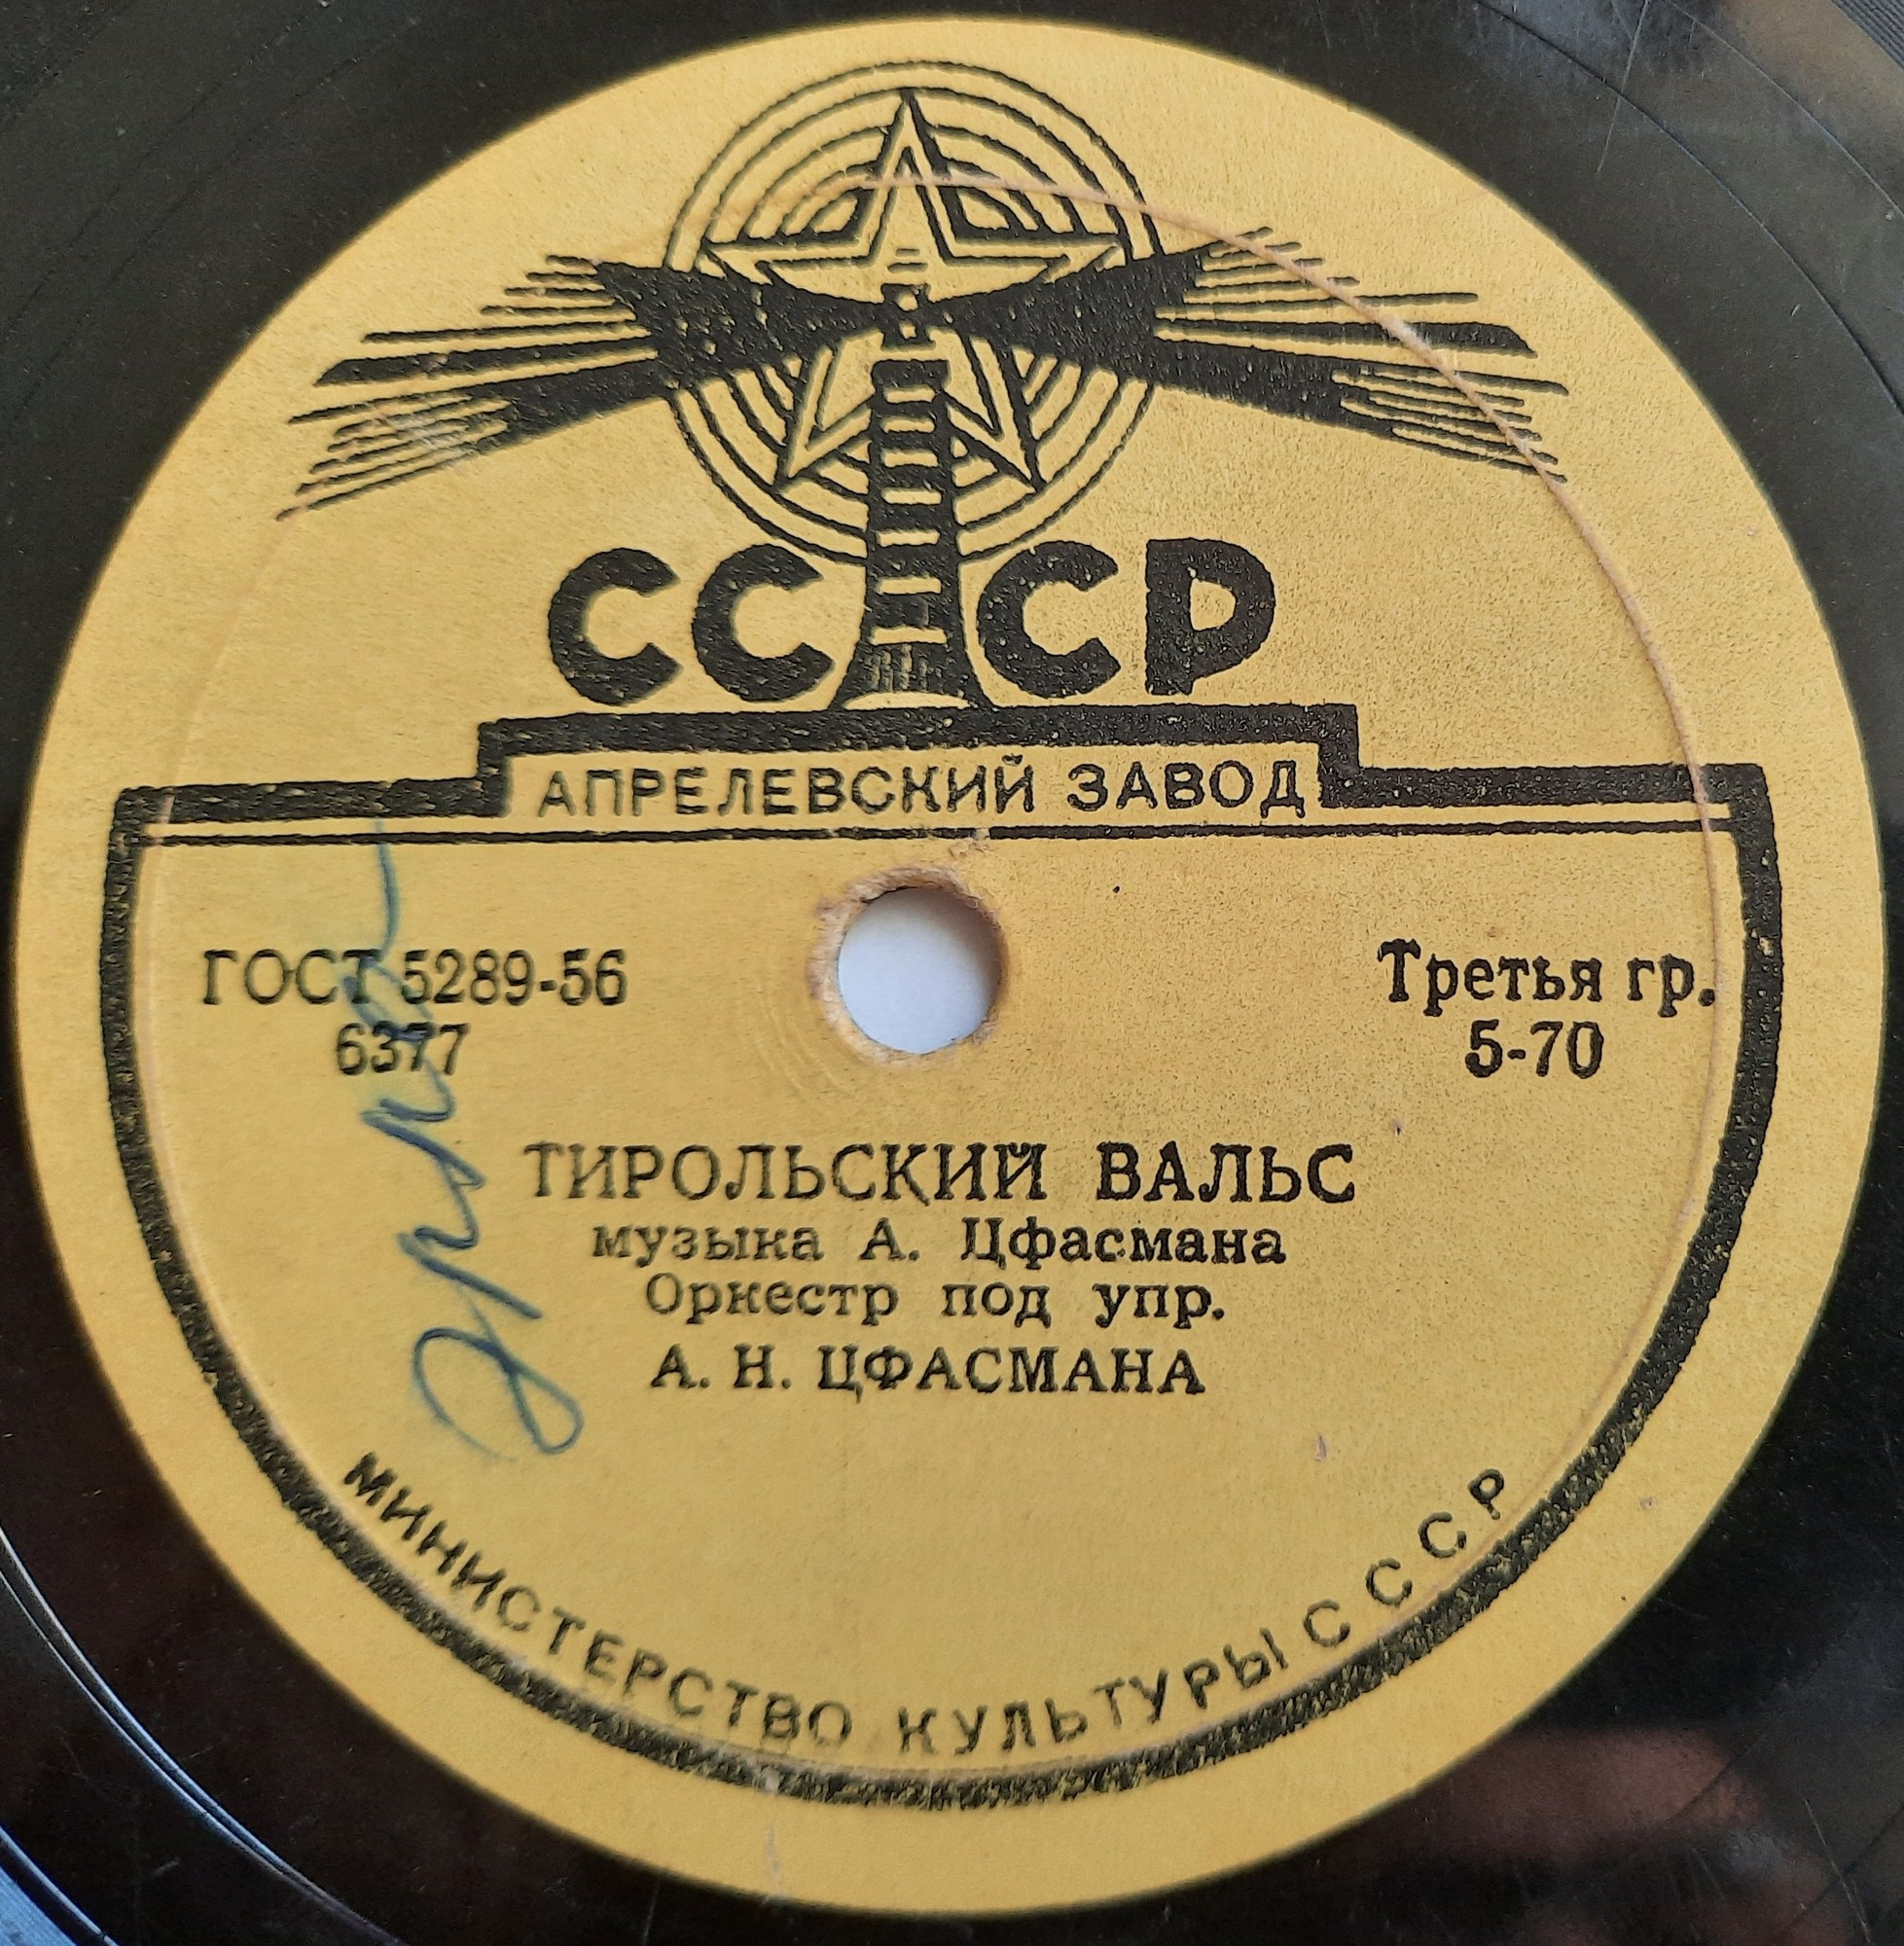 СССР
АПРЕЛЕВСКИЙ ЗАВОД
ГОСТ 5289-56
6377
Третья гр.
5-70
ТИРОЛЬСКИЙ ВАЛЬС
музыка А. Цфасмана
Оркестр под упр.
А. Н. ЦФАСМАНА
МИНИСТЕРСТВО КУЛЬТУРЫ СССР